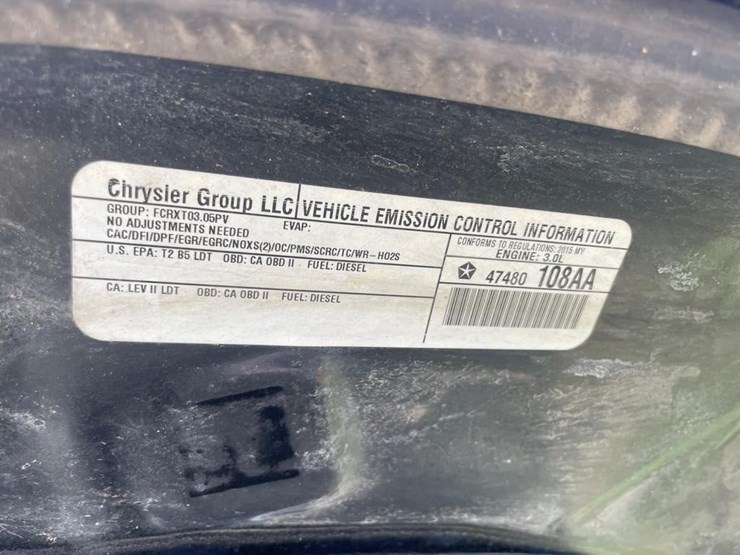 Chrysler Group LLC VEHICLE EMISSION CONTROL INFORMATION
GROUP: FCRXT03.05PV EVAP:
NO ADJUSTMENTS NEEDED
CAC/DFI/DPF/EGR/EGRC/NOXS(2)/OC/PMS/SCRC/TC/WR-HO2S
U.S. EPA: T2 B5 LDT OBD: CA OBD II FUEL: DIESEL
CA: LEV II LDT OBD: CA OBD II FUEL: DIESEL
CONFORMS TO REGULATIONS: 2015 MY
ENGINE: 3.0L
47480 108AA